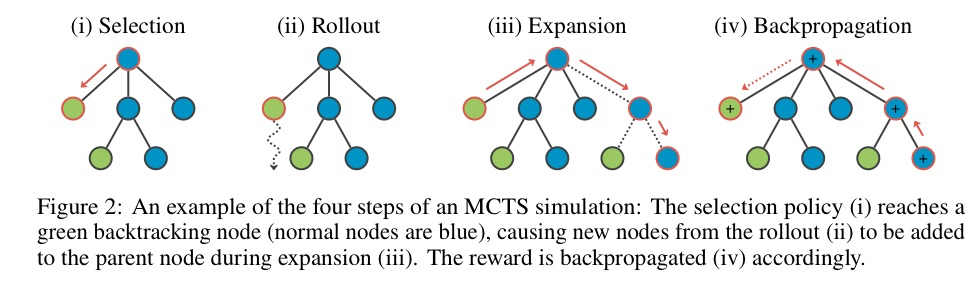 (i) Selection (ii) Rollout (iii) Expansion (iv) Backpropagation
+
+ +
+
Figure 2: An example of the four steps of an MCTS simulation: The selection policy (i) reaches a
green backtracking node (normal nodes are blue), causing new nodes from the rollout (ii) to be added
to the parent node during expansion (iii). The reward is backpropagated (iv) accordingly.